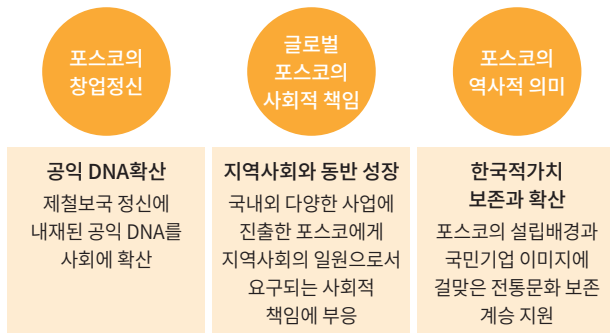 포스코의
창업정신
글로벌
포스코의
사회적 책임
포스코의
역사적 의미
공익 DNA확산
제철보국 정신에
내재된 공익 DNA를
사회에 확산
지역사회와 동반 성장
국내외 다양한 사업에
진출한 포스코에게
지역사회의 일원으로서
요구되는 사회적
책임에 부응
한국적가치
보존과 확산
포스코의 설립배경과
국민기업 이미지에
걸맞은 전통문화 보존
계승 지원